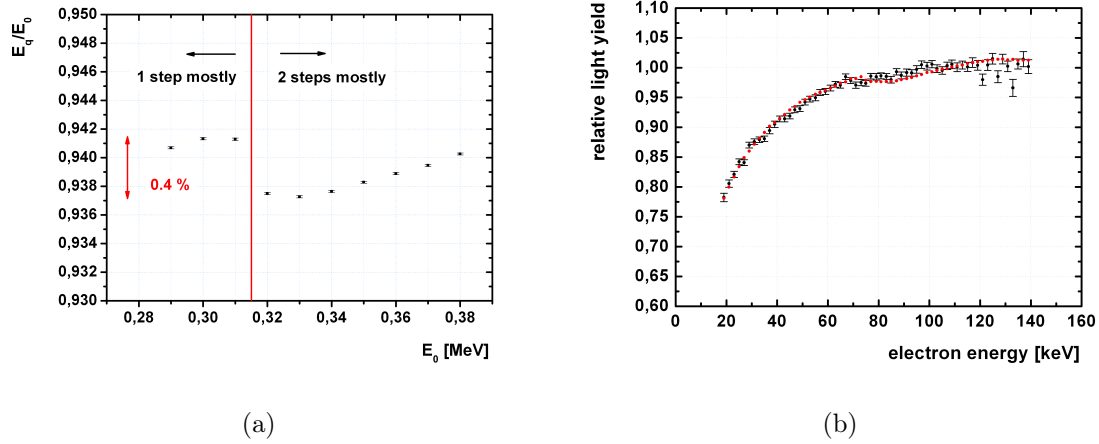 E_q/E_0
0,950
0,948
0,946
0,944
0,942
0,940
0,938
0,936
0,934
0,932
0,930
1 step mostly
2 steps mostly
0.4 %
0,28 0,30 0,32 0,34 0,36 0,38
E_0 [MeV]
(a)
relative light yield
1,10
1,05
1,00
0,95
0,90
0,85
0,80
0,75
0,70
0,65
0,60
0 20 40 60 80 100 120 140 160
electron energy [keV]
(b)